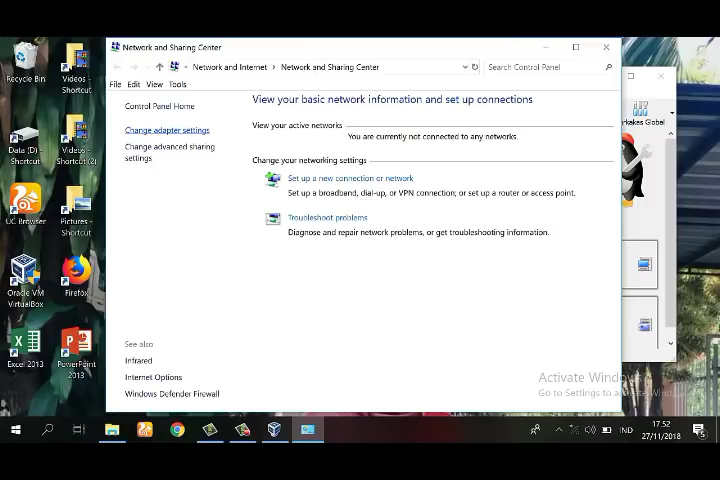 Network and Sharing Center
Network and Internet > Network and Sharing Center
Search Control Panel
File Edit View Tools
Control Panel Home
Change adapter settings
Change advanced sharing
settings
View your basic network information and set up connections
View your active networks
You are currently not connected to any networks.
Change your networking settings
Set up a new connection or network
Set up a broadband, dial-up, or VPN connection; or set up a router or access point.
Troubleshoot problems
Diagnose and repair network problems, or get troubleshooting information.
See also
Infrared
Internet Options
Windows Defender Firewall
Recycle Bin
Videos -
Shortcut
Data (D) -
Shortcut
Videos -
Shortcut (2)
UC Browser
Pictures -
Shortcut
Oracle VM
VirtualBox
Firefox
Excel 2013
PowerPoint
2013
rkakas Global
Activate Windows
Go to Settings to activate Wind
IND
17.52
27/11/2018
5